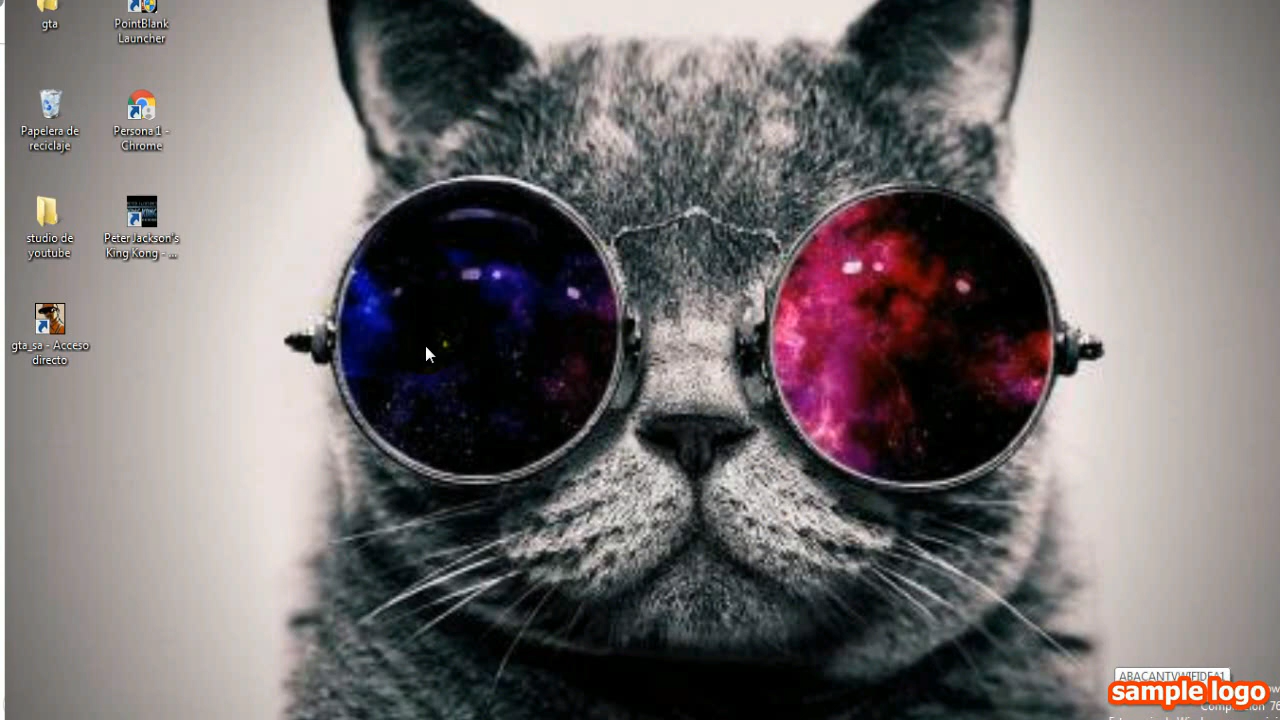 gta
PointBlank
Launcher
Papelera de
reciclaje
Persona 1 -
Chrome
studio de
youtube
Peter Jackson's
King Kong - ...
gta_sa - Acceso
directo
sample logo